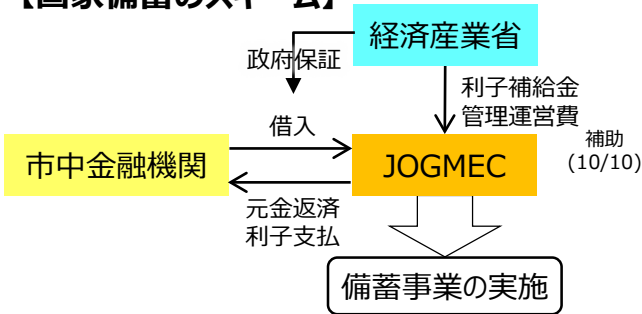 【国家備蓄のスキーム】
経済産業省
政府保証
利子補給金
管理運営費
補助
(10/10)
借入
市中金融機関
JOGMEC
元金返済
利子支払
備蓄事業の実施